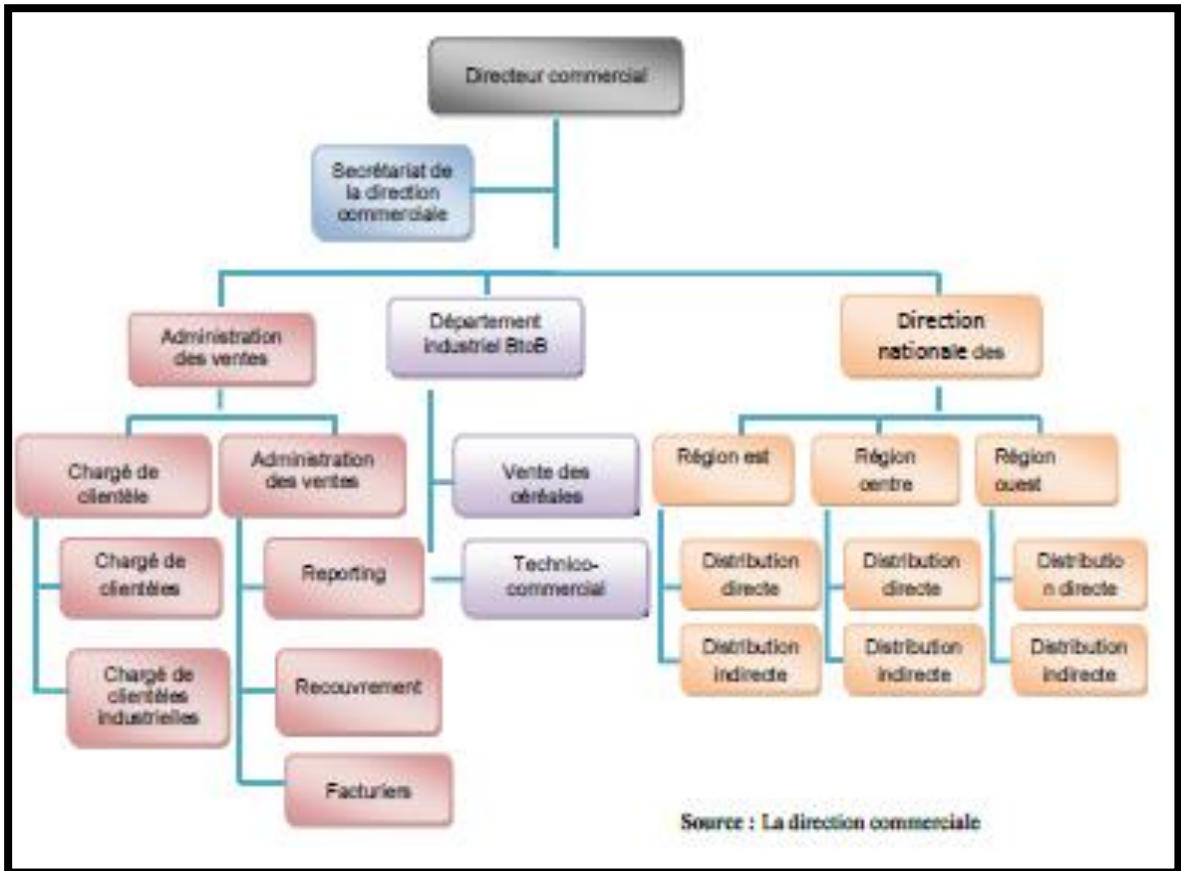 Directeur commercial
Secrétariat de
la direction
commerciale
Administration
des ventes
Département
industriel BtoB
Direction
nationale des
Chargé de
clientèle
Administration
des ventes
Vente des
céréales
Région est
Région
centre
Région
ouest
Chargé de
clientèles
Reporting
Technico-
commercial
Distribution
directe
Distribution
directe
Distributio
n directe
Chargé de
clientèles
industrielles
Recouvrement
Distribution
indirecte
Distribution
indirecte
Distribution
indirecte
Facturiers
Source : La direction commerciale